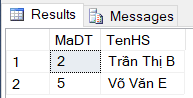 Results Messages
MaDT TenHS
1 2 Trần Thị B
2 5 Võ Văn E